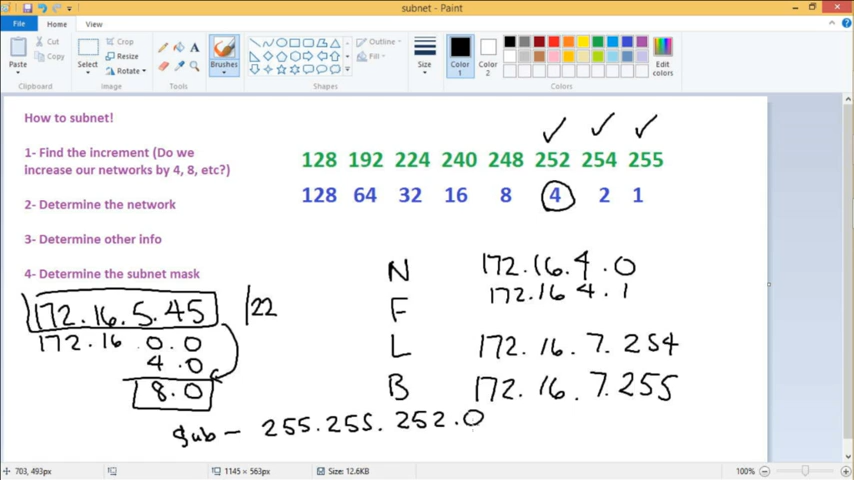 subnet - Paint
File Home View
Paste
Cut
Copy
Clipboard
Select
Crop
Resize
Rotate
Image
Tools
Brushes
Shapes
Outline
Fill
Size
Color 1
Color 2
Edit colors
Colors
How to subnet!
1- Find the increment (Do we
increase our networks by 4, 8, etc?)
2- Determine the network
3- Determine other info
4- Determine the subnet mask
128 192 224 240 248 252 254 255
128 64 32 16 8 4 2 1
172.16.5.45 /22
172.16.0.0
4.0
8.0
N 172.16.4.0
F 172.16 4.1
L 172.16.7.254
B 172.16.7.255
Sub - 255.255.252.0
703, 493px
1145 × 563px
Size: 12.6KB
100%